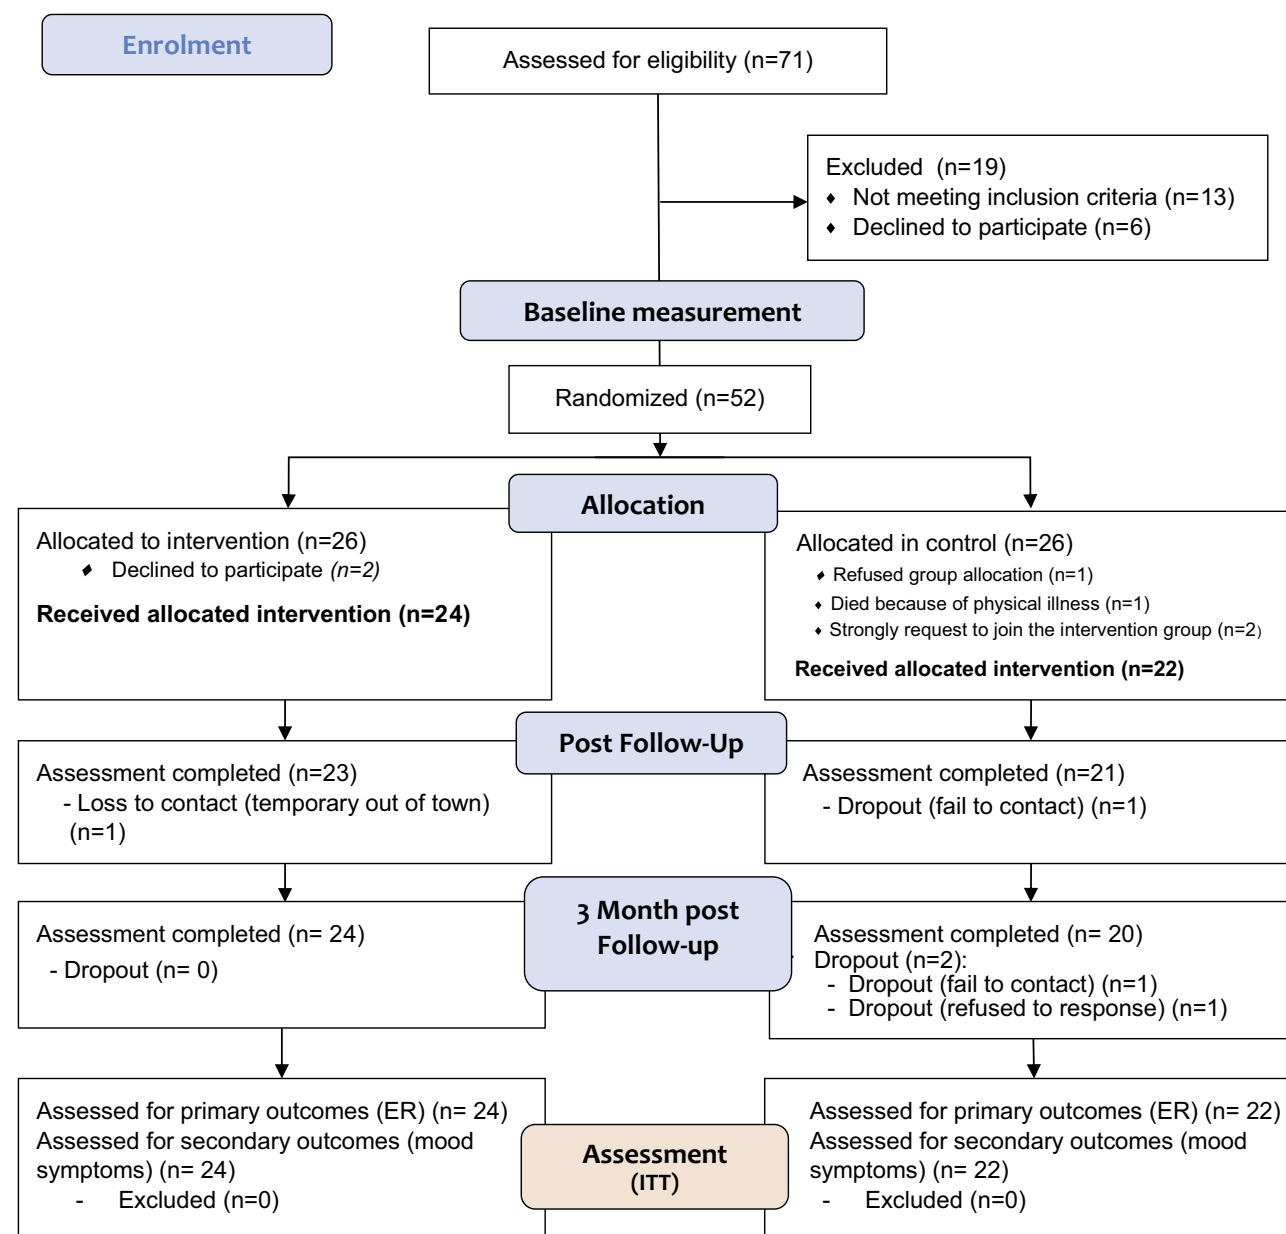 Enrolment
Assessed for eligibility (n=71)
Excluded (n=19)
♦ Not meeting inclusion criteria (n=13)
♦ Declined to participate (n=6)
Baseline measurement
Randomized (n=52)
Allocation
Allocated to intervention (n=26)
♦ Declined to participate (n=2)
Received allocated intervention (n=24)
Allocated in control (n=26)
♦ Refused group allocation (n=1)
♦ Died because of physical illness (n=1)
♦ Strongly request to join the intervention group (n=2)
Received allocated intervention (n=22)
Post Follow-Up
Assessment completed (n=23)
- Loss to contact (temporary out of town)
(n=1)
Assessment completed (n=21)
- Dropout (fail to contact) (n=1)
3 Month post
Follow-up
Assessment completed (n= 24)
- Dropout (n= 0)
Assessment completed (n= 20)
Dropout (n=2):
- Dropout (fail to contact) (n=1)
- Dropout (refused to response) (n=1)
Assessed for primary outcomes (ER) (n= 24)
Assessed for secondary outcomes (mood
symptoms) (n= 24)
- Excluded (n=0)
Assessment
(ITT)
Assessed for primary outcomes (ER) (n= 22)
Assessed for secondary outcomes (mood
symptoms) (n= 22)
- Excluded (n=0)